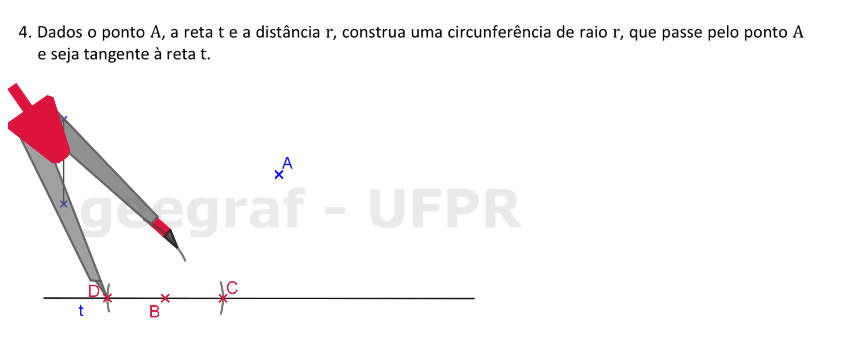 4. Dados o ponto A, a reta t e a distância r, construa uma circunferência de raio r, que passe pelo ponto A
e seja tangente à reta t.
A
geegraf - UFPR
D
C
t
B